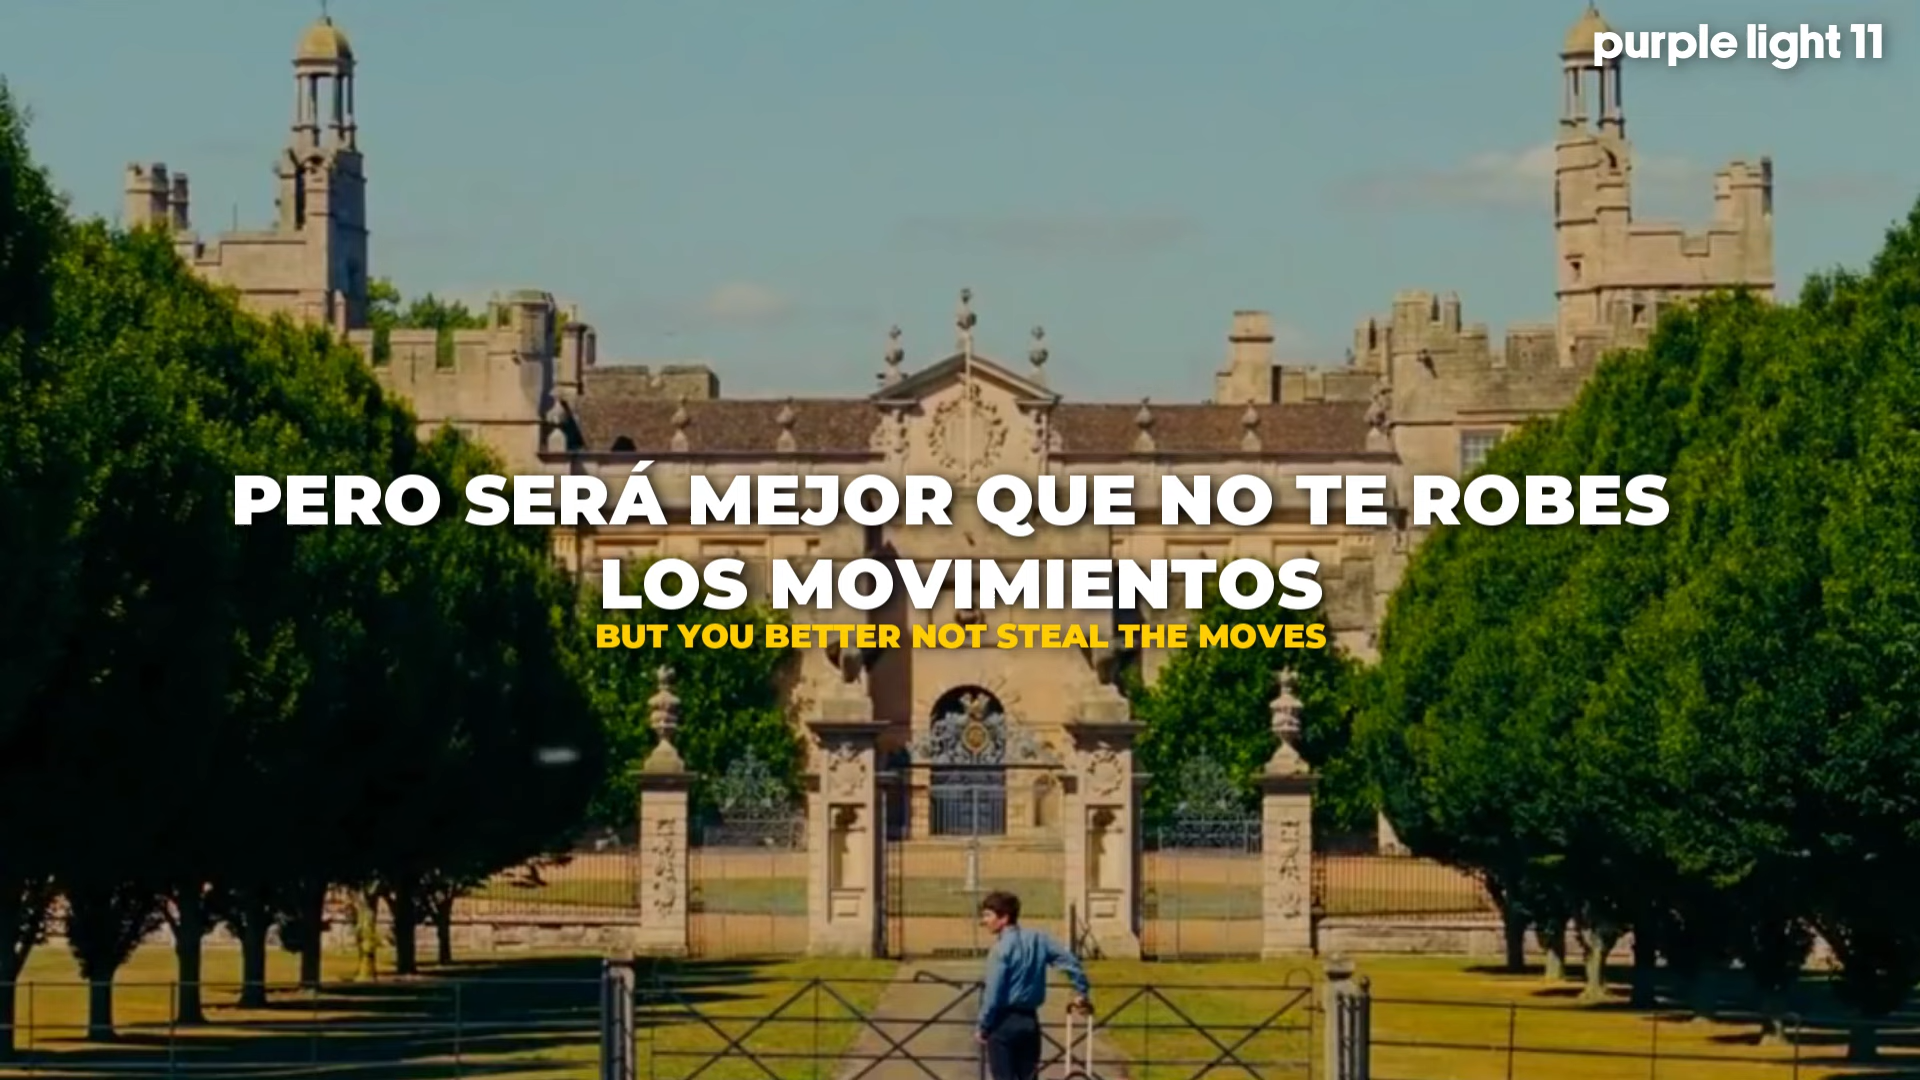 purple light 11
PERO SERÁ MEJOR QUE NO TE ROBES
LOS MOVIMIENTOS
BUT YOU BETTER NOT STEAL THE MOVES